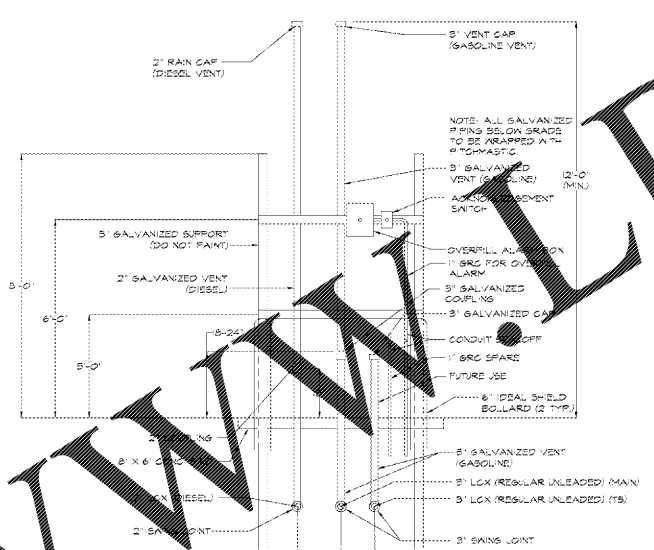 3" VENT CAP
(GASOLINE VENT)
2" RAIN CAP
(DIESEL VENT)
NOTE: ALL GALVANIZED
PIPING BELOW GRADE
TO BE WRAPPED WITH
PITCHMASTIC.
3" GALVANIZED
VENT (GASOLINE)
12'-0"
(MIN.)
ACKNOWLEDGEMENT
SWITCH
3" GALVANIZED SUPPORT
(DO NOT PAINT)
OVERFILL ALARM BOX
1" GRC FOR OVERFILL
ALARM
2" GALVANIZED VENT
(DIESEL)
8'-0"
3" GALVANIZED
COUPLING
6'-0"
3" GALVANIZED CAP
18-24"
CONDUIT SEALOFF
1" GRC SPARE
5'-0"
FUTURE USE
6" IDEAL SHIELD
BOLLARD (2 TYP.)
2" COUPLING
3" GALVANIZED VENT
(GASOLINE)
8" X 6"
3" LCX (REGULAR UNLEADED) (MAIN)
2" LCX (DIESEL)
3" LCX (REGULAR UNLEADED) (TS)
2" SWING JOINT
3" SWING JOINT
WWW.L